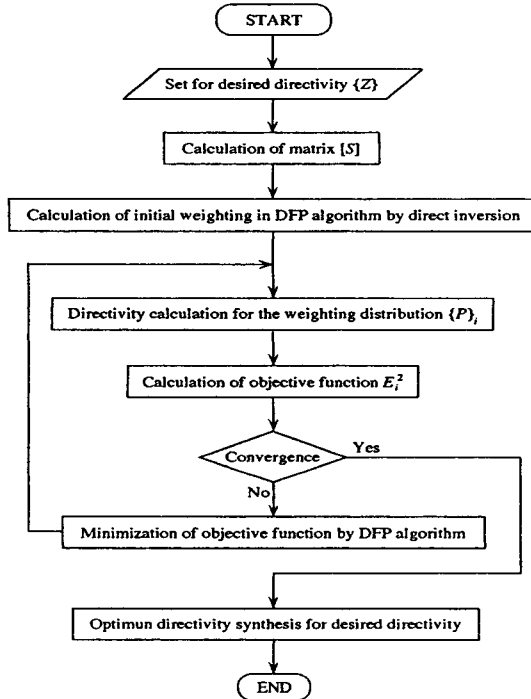 START
Set for desired directivity {Z}
Calculation of matrix [S]
Calculation of initial weighting in DFP algorithm by direct inversion
Directivity calculation for the weighting distribution {P}ᵢ
Calculation of objective function Eᵢ²
Convergence
Yes
No
Minimization of objective function by DFP algorithm
Optimun directivity synthesis for desired directivity
END